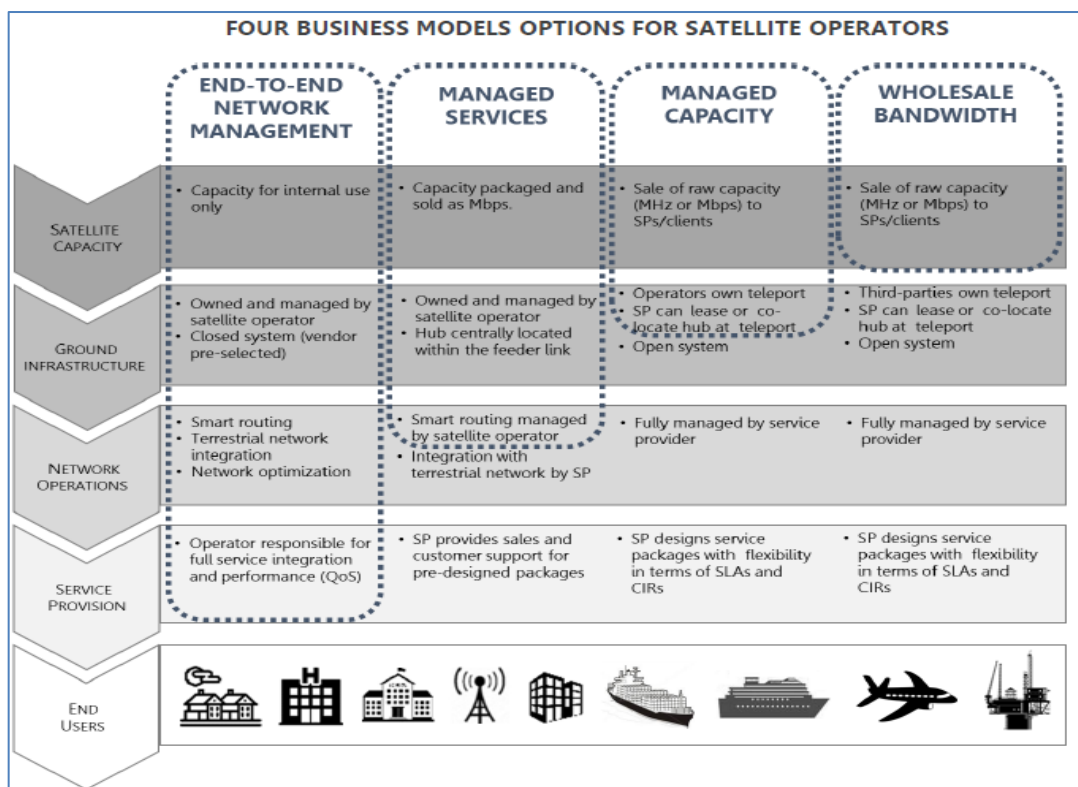 FOUR BUSINESS MODELS OPTIONS FOR SATELLITE OPERATORS
END-TO-END
NETWORK
MANAGEMENT
MANAGED
SERVICES
MANAGED
CAPACITY
WHOLESALE
BANDWIDTH
SATELLITE
CAPACITY
• Capacity for internal use
only
• Capacity packaged and
sold as Mbps.
• Sale of raw capacity
(MHz or Mbps) to
SPs/clients
• Sale of raw capacity
(MHz or Mbps) to
SPs/clients
GROUND
INFRASTRUCTURE
• Owned and managed by
satellite operator
• Closed system (vendor
pre-selected)
• Owned and managed by
satellite operator
• Hub centrally located
within the feeder link
• Operators own teleport
• SP can lease or co-
locate hub at teleport
• Open system
• Third-parties own teleport
• SP can lease or co-locate
hub at teleport
• Open system
NETWORK
OPERATIONS
• Smart routing
• Terrestrial network
integration
• Network optimization
• Smart routing managed
by satellite operator
• Integration with
terrestrial network by SP
• Fully managed by service
provider
• Fully managed by service
provider
SERVICE
PROVISION
• Operator responsible for
full service integration
and performance (QoS)
• SP provides sales and
customer support for
pre-designed packages
• SP designs service
packages with flexibility
in terms of SLAs and
CIRs
• SP designs service
packages with flexibility
in terms of SLAs and
CIRs
END
USERS
H